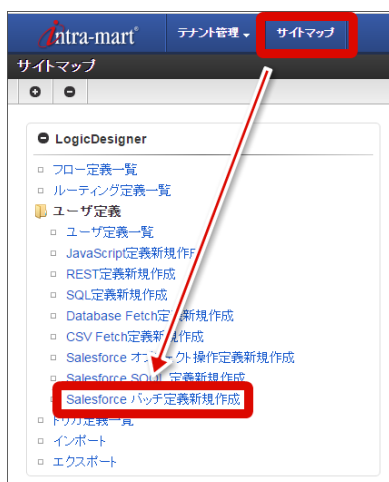 intra-mart®
テナント管理
サイトマップ
サイトマップ
LogicDesigner
フロー定義一覧
ルーティング定義一覧
ユーザ定義
ユーザ定義一覧
JavaScript定義新規作
REST定義新規作成
SQL定義新規作成
Database Fetch定 新規作成
CSV Fetch定義新規作成
Salesforce オブ クト操作定義新規作成
Salesforce SOQL 定義新規作成
Salesforce バッチ定義新規作成
トリガ定義一覧
インポート
エクスポート